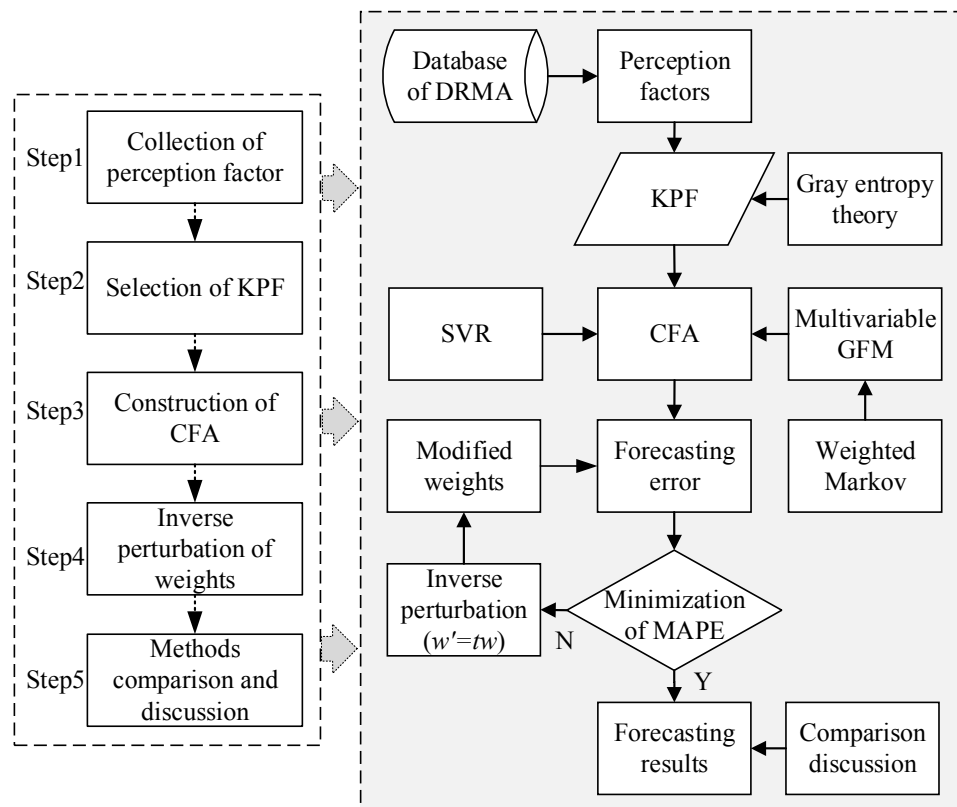 Step1
Collection of
perception factor
Step2
Selection of KPF
Step3
Construction of
CFA
Step4
Inverse
perturbation of
weights
Step5
Methods
comparison and
discussion
Database
of DRMA
Perception
factors
KPF
Gray entropy
theory
SVR
CFA
Multivariable
GFM
Modified
weights
Forecasting
error
Weighted
Markov
Inverse
perturbation
(w'=tw)
N
Minimization
of MAPE
Y
Forecasting
results
Comparison
discussion